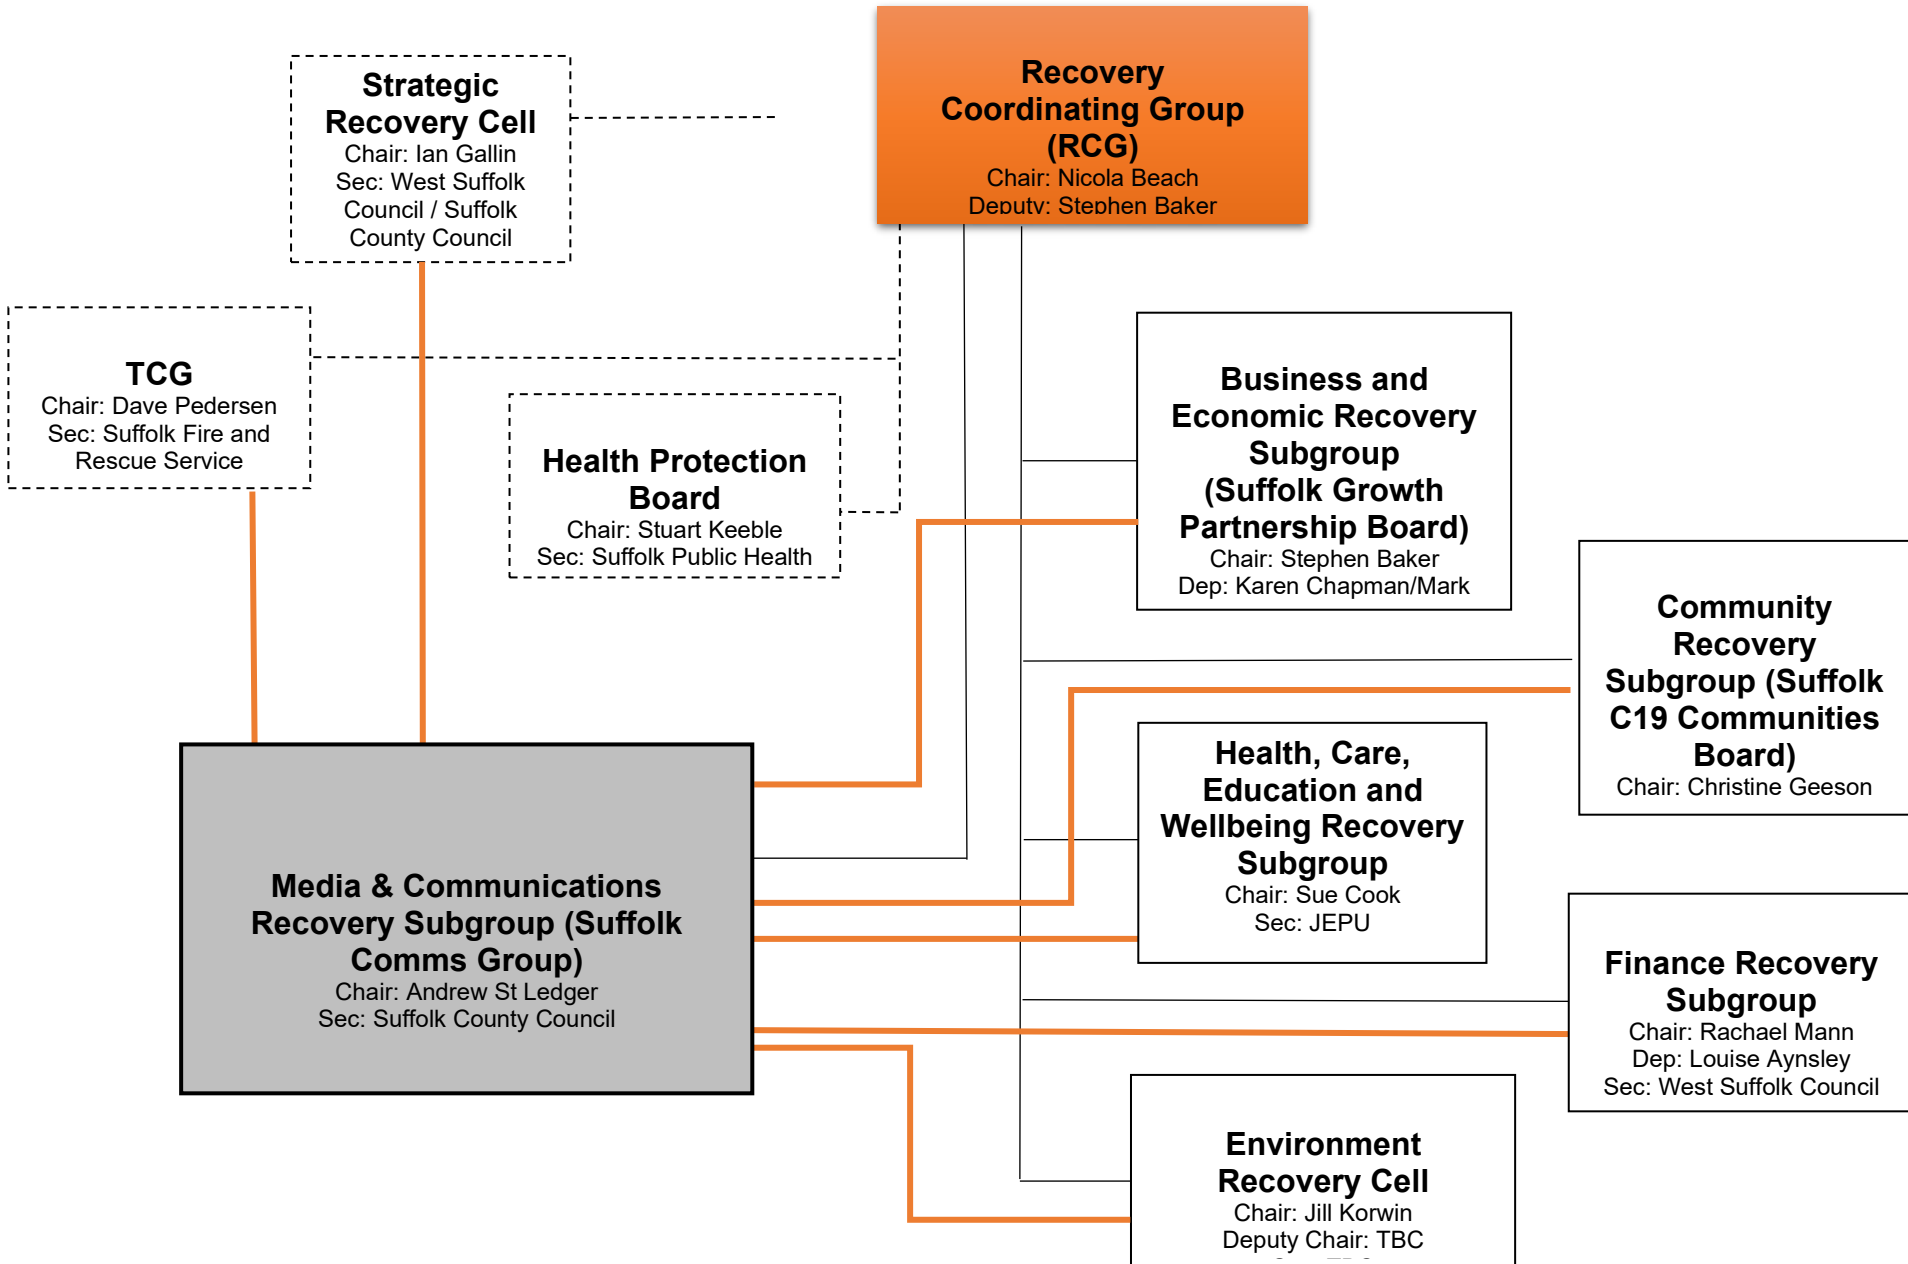 Strategic
Recovery Cell
Chair: Ian Gallin
Sec: West Suffolk
Council / Suffolk
County Council
Recovery
Coordinating Group
(RCG)
Chair: Nicola Beach
Deputy: Stephen Baker
TCG
Chair: Dave Pedersen
Sec: Suffolk Fire and
Rescue Service
Health Protection
Board
Chair: Stuart Keeble
Sec: Suffolk Public Health
Business and
Economic Recovery
Subgroup
(Suffolk Growth
Partnership Board)
Chair: Stephen Baker
Dep: Karen Chapman/Mark
Community
Recovery
Subgroup (Suffolk
C19 Communities
Board)
Chair: Christine Geeson
Health, Care,
Education and
Wellbeing Recovery
Subgroup
Chair: Sue Cook
Sec: JEPU
Media & Communications
Recovery Subgroup (Suffolk
Comms Group)
Chair: Andrew St Ledger
Sec: Suffolk County Council
Finance Recovery
Subgroup
Chair: Rachael Mann
Dep: Louise Aynsley
Sec: West Suffolk Council
Environment
Recovery Cell
Chair: Jill Korwin
Deputy Chair: TBC